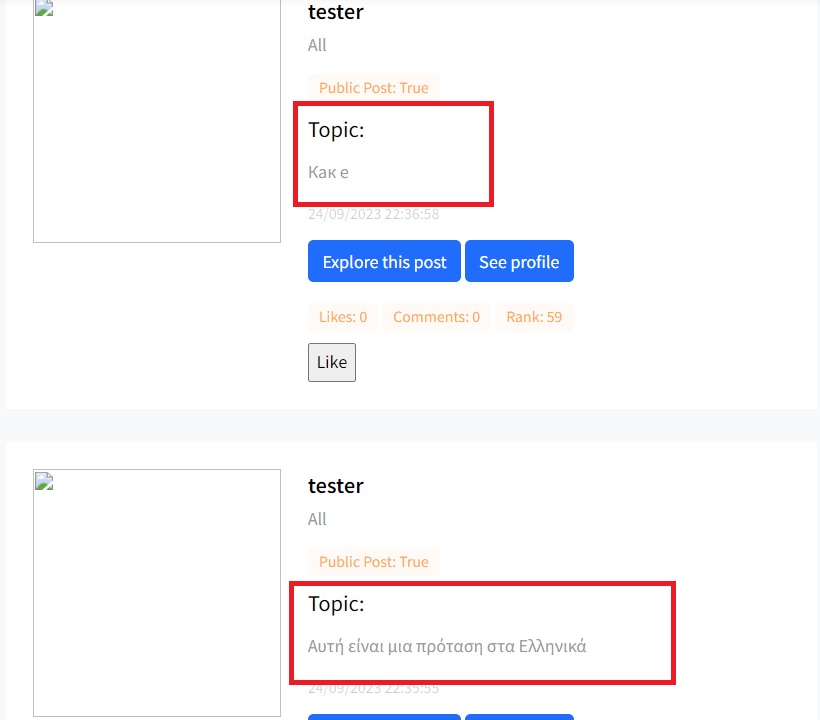 tester
All
Public Post: True
Topic:
Как е
24/09/2023 22:36:58
Explore this post See profile
Likes: 0 Comments: 0 Rank: 59
Like
tester
All
Public Post: True
Topic:
Αυτή είναι μια πρόταση στα Ελληνικά
24/09/2023 22:35:55